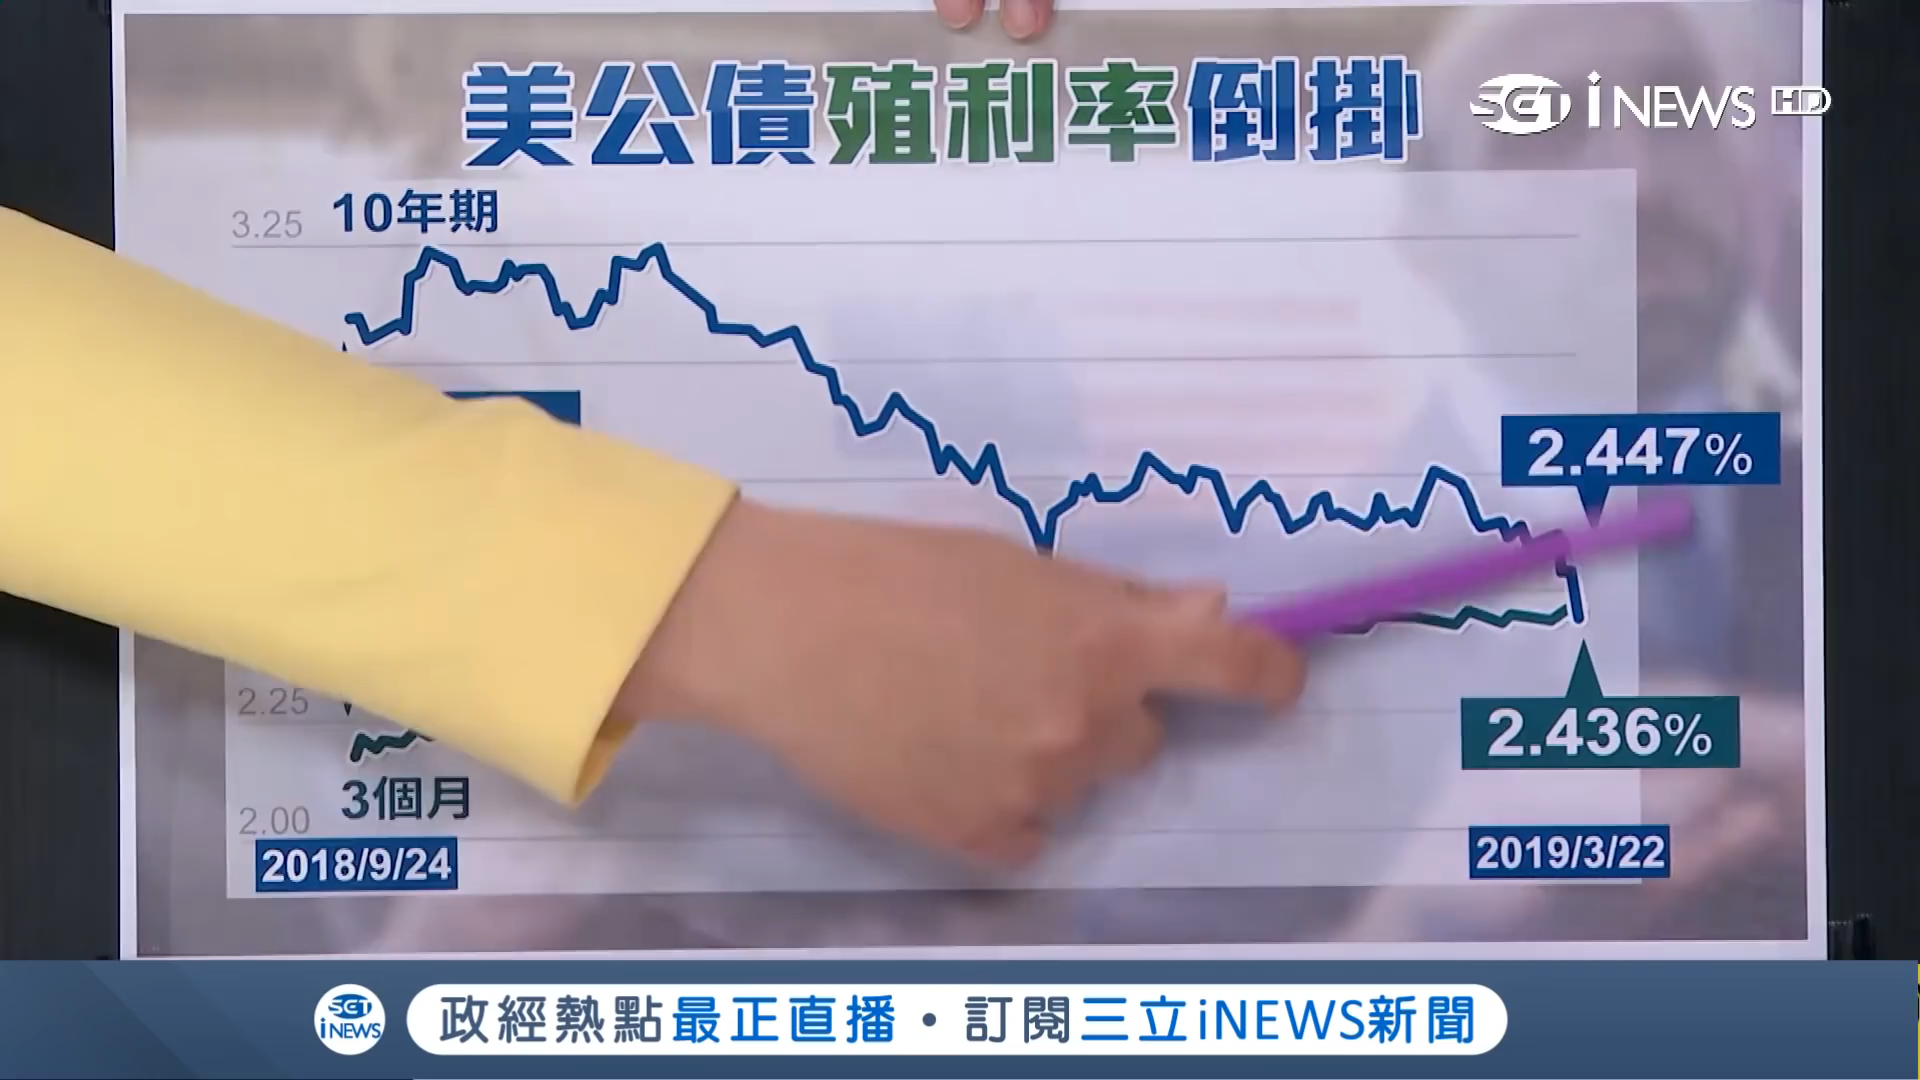 美公債殖利率倒掛
SET iNEWS HD
3.25
10年期
2.447%
2.25
2.436%
3個月
2.00
2018/9/24
2019/3/22
SET iNEWS
政經熱點最正直播・訂閱三立iNEWS新聞